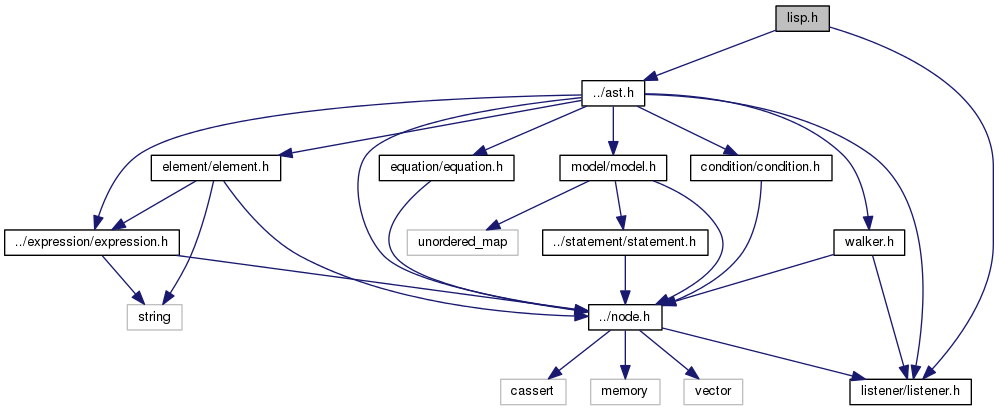 lisp.h
../ast.h
element/element.h
equation/equation.h
model/model.h
condition/condition.h
../expression/expression.h
unordered_map
../statement/statement.h
walker.h
string
../node.h
cassert
memory
vector
listener/listener.h